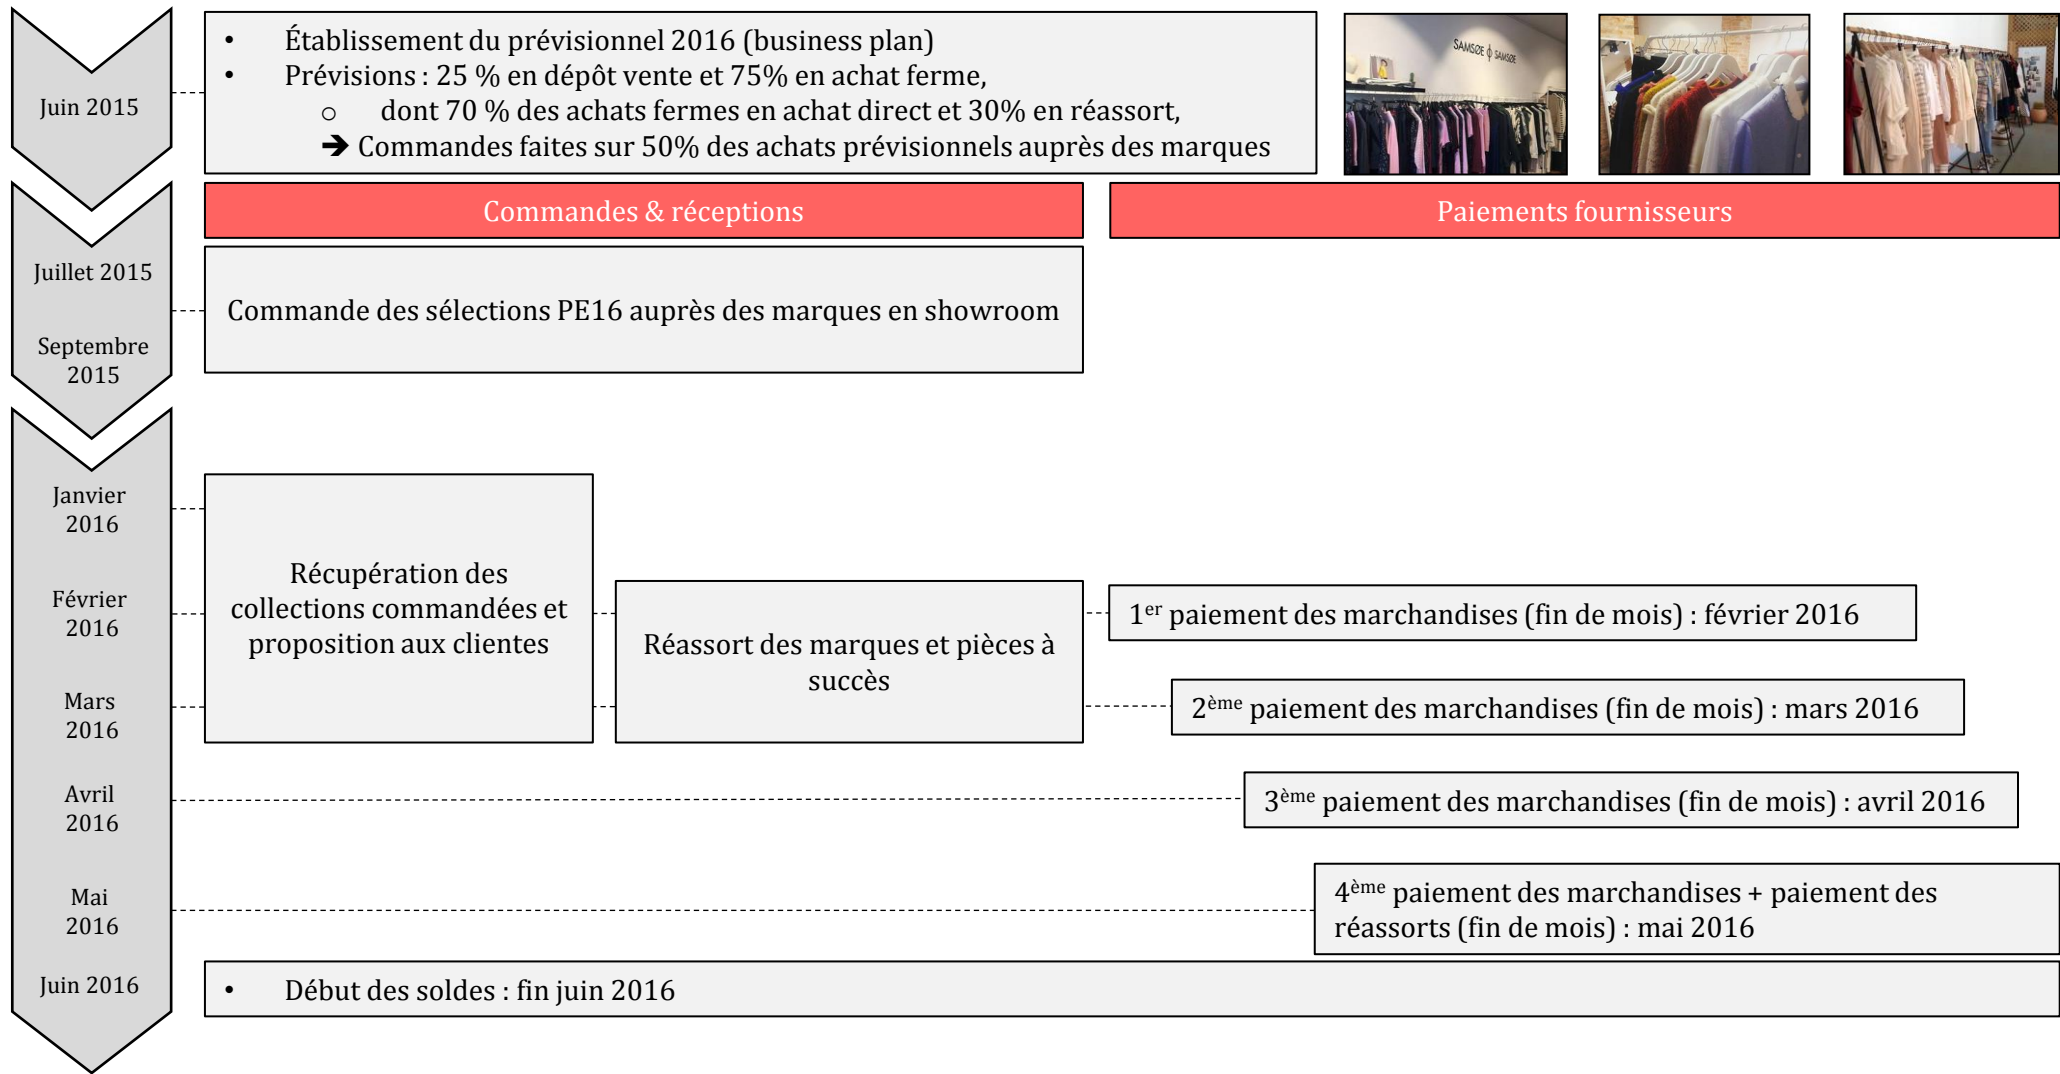 Juin 2015
• Établissement du prévisionnel 2016 (business plan)
• Prévisions : 25 % en dépôt vente et 75% en achat ferme,
o dont 70 % des achats fermes en achat direct et 30% en réassort,
➔ Commandes faites sur 50% des achats prévisionnels auprès des marques
SAMSØE ϕ SAMSØE
Commandes & réceptions
Paiements fournisseurs
Juillet 2015
Septembre
2015
Commande des sélections PE16 auprès des marques en showroom
Janvier
2016
Récupération des
collections commandées et
proposition aux clientes
Réassort des marques et pièces à
succès
Février
2016
1er paiement des marchandises (fin de mois) : février 2016
Mars
2016
2ème paiement des marchandises (fin de mois) : mars 2016
Avril
2016
3ème paiement des marchandises (fin de mois) : avril 2016
Mai
2016
4ème paiement des marchandises + paiement des
réassorts (fin de mois) : mai 2016
Juin 2016
• Début des soldes : fin juin 2016